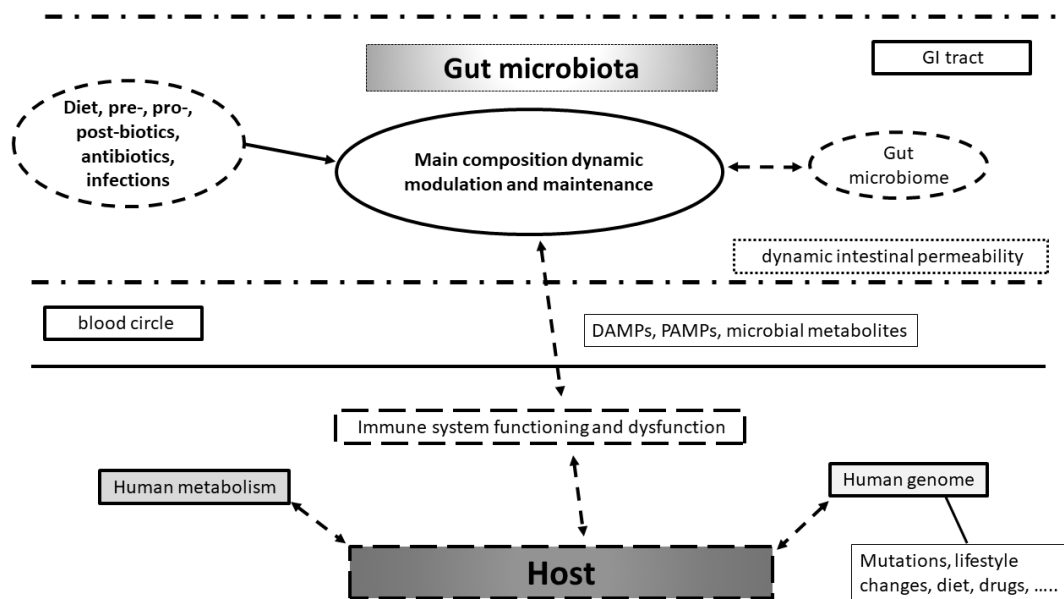 Gut microbiota
GI tract
Diet, pre-, pro-,
post-biotics,
antibiotics,
infections
Main composition dynamic
modulation and maintenance
Gut
microbiome
dynamic intestinal permeability
blood circle
DAMPs, PAMPs, microbial metabolites
Immune system functioning and dysfunction
Human metabolism
Human genome
Host
Mutations, lifestyle
changes, diet, drugs, …..